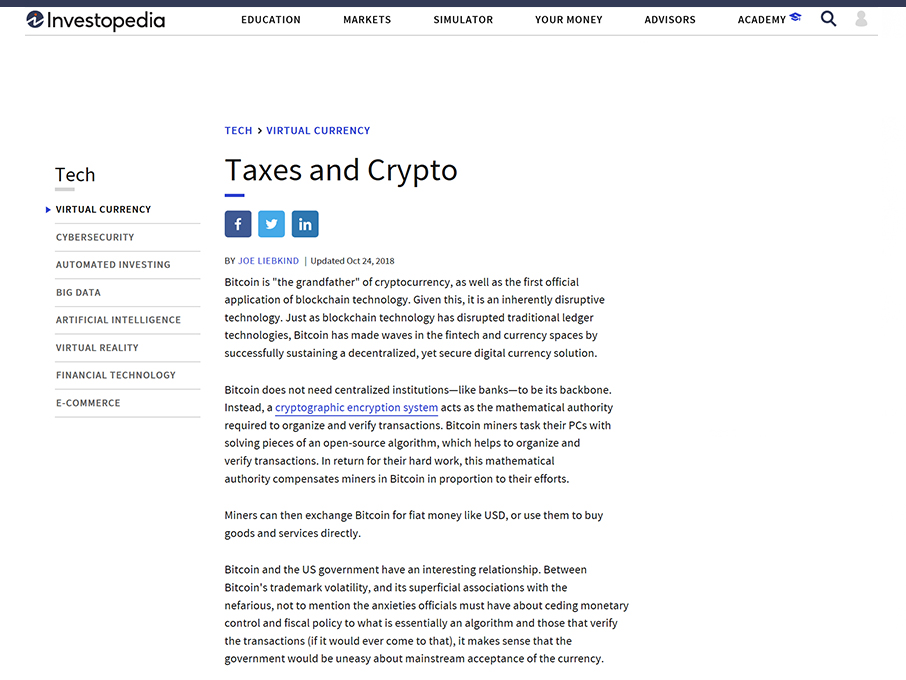 Investopedia
EDUCATION MARKETS SIMULATOR YOUR MONEY ADVISORS ACADEMY
TECH > VIRTUAL CURRENCY
Tech
VIRTUAL CURRENCY
CYBERSECURITY
AUTOMATED INVESTING
BIG DATA
ARTIFICIAL INTELLIGENCE
VIRTUAL REALITY
FINANCIAL TECHNOLOGY
E-COMMERCE
Taxes and Crypto
BY JOE LIEBKIND | Updated Oct 24, 2018
Bitcoin is "the grandfather" of cryptocurrency, as well as the first official
application of blockchain technology. Given this, it is an inherently disruptive
technology. Just as blockchain technology has disrupted traditional ledger
technologies, Bitcoin has made waves in the fintech and currency spaces by
successfully sustaining a decentralized, yet secure digital currency solution.
Bitcoin does not need centralized institutions—like banks—to be its backbone.
Instead, a cryptographic encryption system acts as the mathematical authority
required to organize and verify transactions. Bitcoin miners task their PCs with
solving pieces of an open-source algorithm, which helps to organize and
verify transactions. In return for their hard work, this mathematical
authority compensates miners in Bitcoin in proportion to their efforts.
Miners can then exchange Bitcoin for fiat money like USD, or use them to buy
goods and services directly.
Bitcoin and the US government have an interesting relationship. Between
Bitcoin's trademark volatility, and its superficial associations with the
nefarious, not to mention the anxieties officials must have about ceding monetary
control and fiscal policy to what is essentially an algorithm and those that verify
the transactions (if it would ever come to that), it makes sense that the
government would be uneasy about mainstream acceptance of the currency.